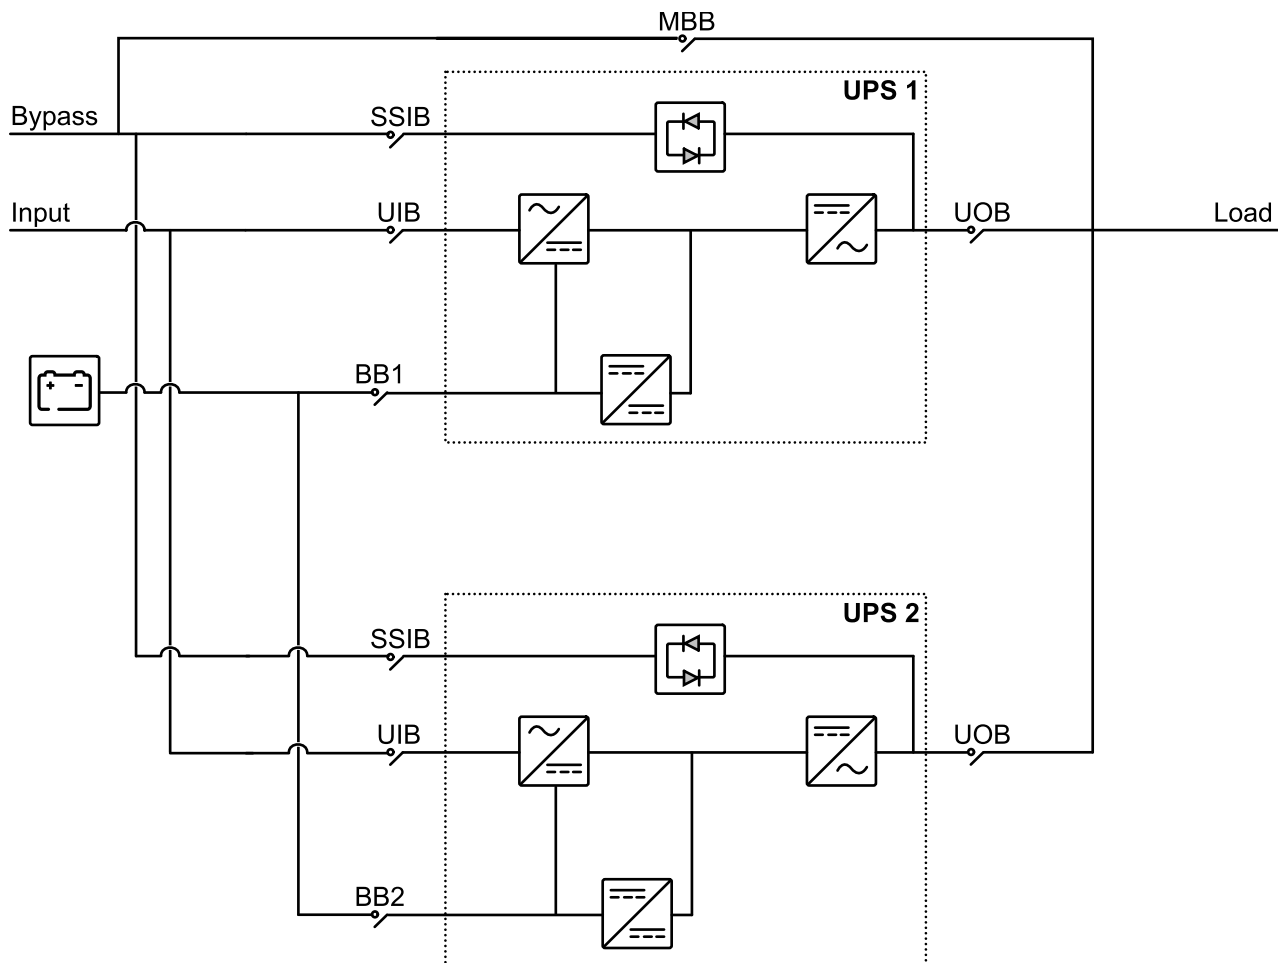 MBB
UPS 1
Bypass
SSIB
Input
UIB
UOB
Load
BB1
UPS 2
SSIB
UIB
UOB
BB2